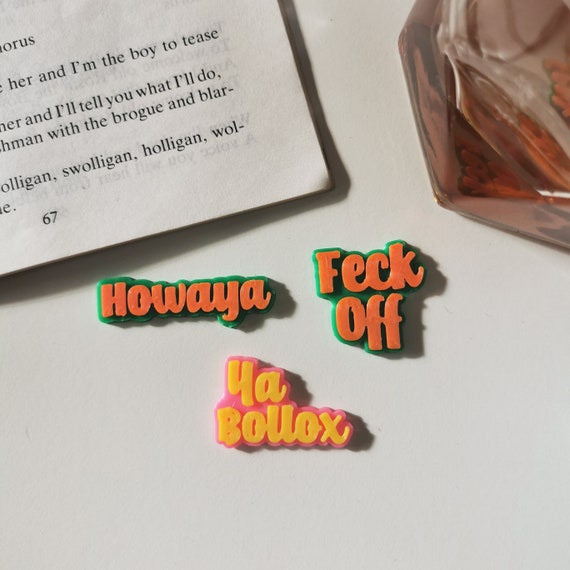 horus
e her and I'm the boy to tease
her and I'll tell you what I'll do,
shman with the brogue and blar-
olligan, swolligan, holligan, wol-
e.
67
Howaya
Feck
Off
Ya
Bollox